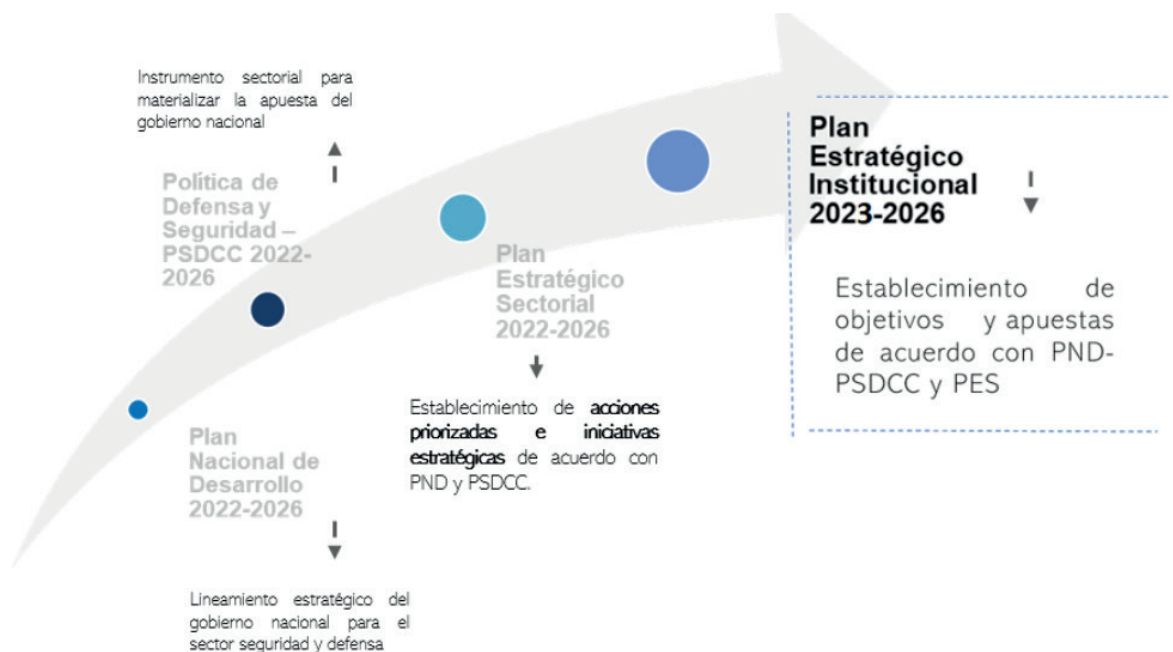 Instrumento sectorial para
materializar la apuesta del
gobierno nacional
Política de
Defensa y
Seguridad –
PSDCC 2022-
2026
Plan
Nacional de
Desarrollo
2022-2026
Lineamiento estratégico del
gobierno nacional para el
sector seguridad y defensa
Plan
Estratégico
Sectorial
2022-2026
Establecimiento de acciones
priorizadas e iniciativas
estratégicas de acuerdo con
PND y PSDCC.
Plan
Estratégico
Institucional
2023-2026
Establecimiento de
objetivos y apuestas
de acuerdo con PND-
PSDCC y PES